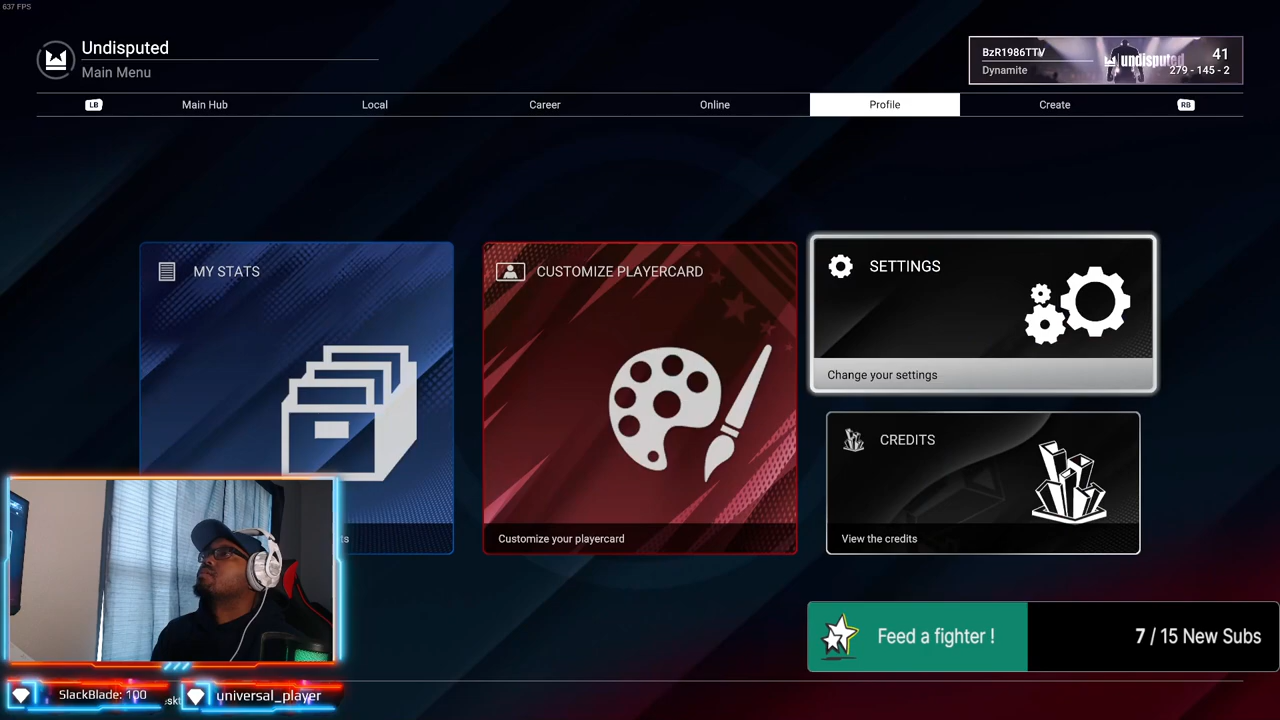 637 FPS
Undisputed
Main Menu
BzR1986TTV
Dynamite
undisputed
41
279 - 145 - 2
LB
Main Hub
Local
Career
Online
Profile
Create
RB
MY STATS
CUSTOMIZE PLAYERCARD
Customize your playercard
SETTINGS
Change your settings
CREDITS
View the credits
Feed a fighter !
7 / 15 New Subs
SlackBlade: 100
universal_player